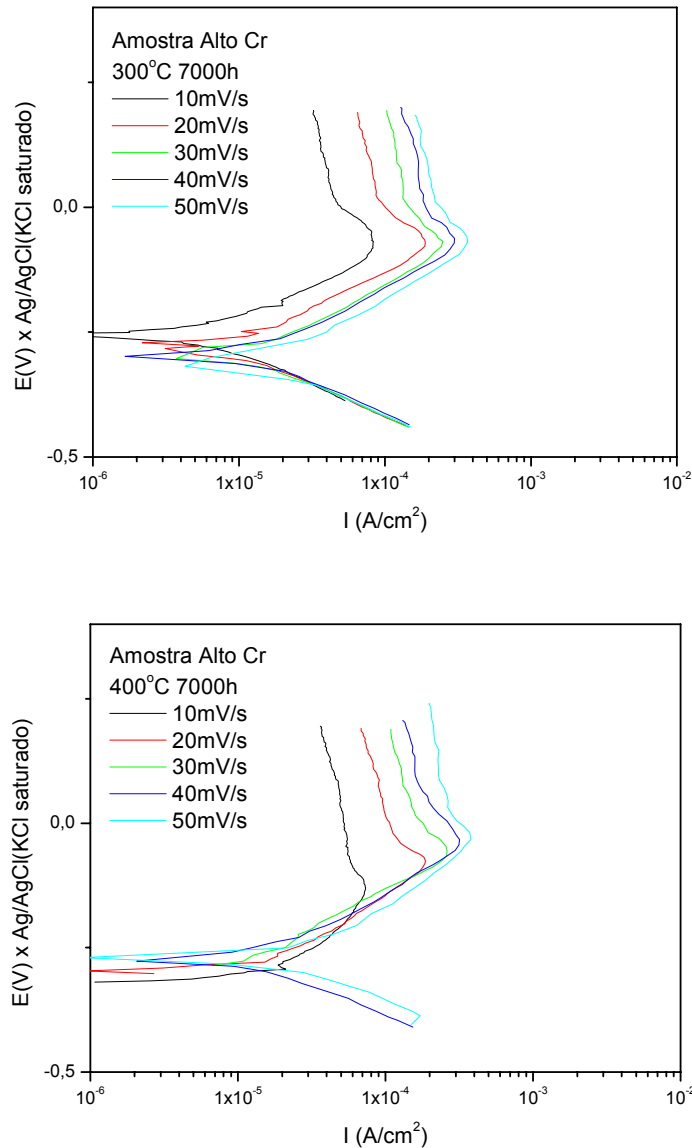 Amostra Alto Cr
300°C 7000h
10mV/s
20mV/s
30mV/s
40mV/s
50mV/s
0,0
-0,5
E(V) x Ag/AgCl(KCl saturado)
10⁻⁶
1x10⁻⁵
1x10⁻⁴
10⁻³
10⁻²
I (A/cm²)
Amostra Alto Cr
400°C 7000h
10mV/s
20mV/s
30mV/s
40mV/s
50mV/s
0,0
-0,5
E(V) x Ag/AgCl(KCl saturado)
10⁻⁶
1x10⁻⁵
1x10⁻⁴
10⁻³
10⁻²
I (A/cm²)